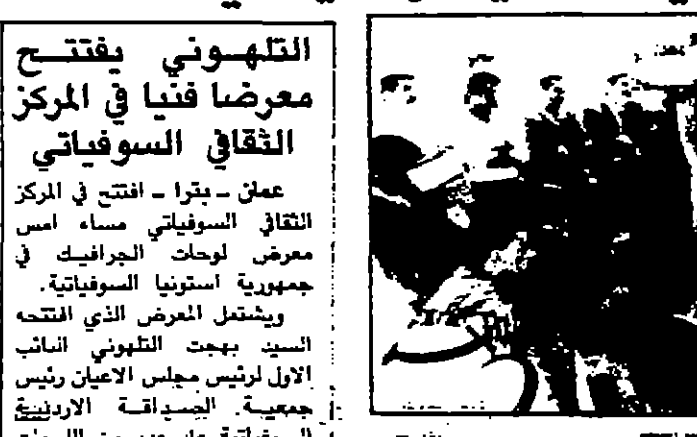 التلهوني يفتتح
معرضا فنيا في المركز
الثقافي السوفياتي
عمان ـ بترا ـ افتتح في المركز
الثقافي السوفياتي مساء امس
معرض لوحات الجرافيك في
جمهورية استونيا السوفياتية.
ويشتمل المعرض الذي افتتحه
السيد بهجت التلهوني النائب
الاول لرئيس مجلس الاعيان رئيس
جمعية الصداقة الاردنية